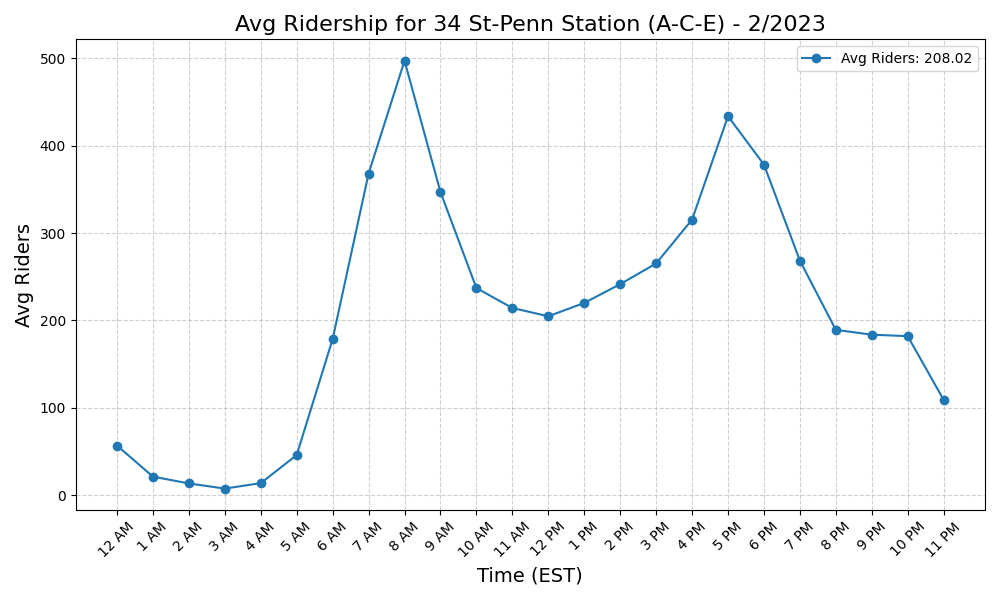 Avg Ridership for 34 St-Penn Station (A-C-E) - 2/2023
Avg Riders: 208.02
Avg Riders
500
400
300
200
100
0
12 AM
1 AM
2 AM
3 AM
4 AM
5 AM
6 AM
7 AM
8 AM
9 AM
10 AM
11 AM
12 PM
1 PM
2 PM
3 PM
4 PM
5 PM
6 PM
7 PM
8 PM
9 PM
10 PM
11 PM
Time (EST)